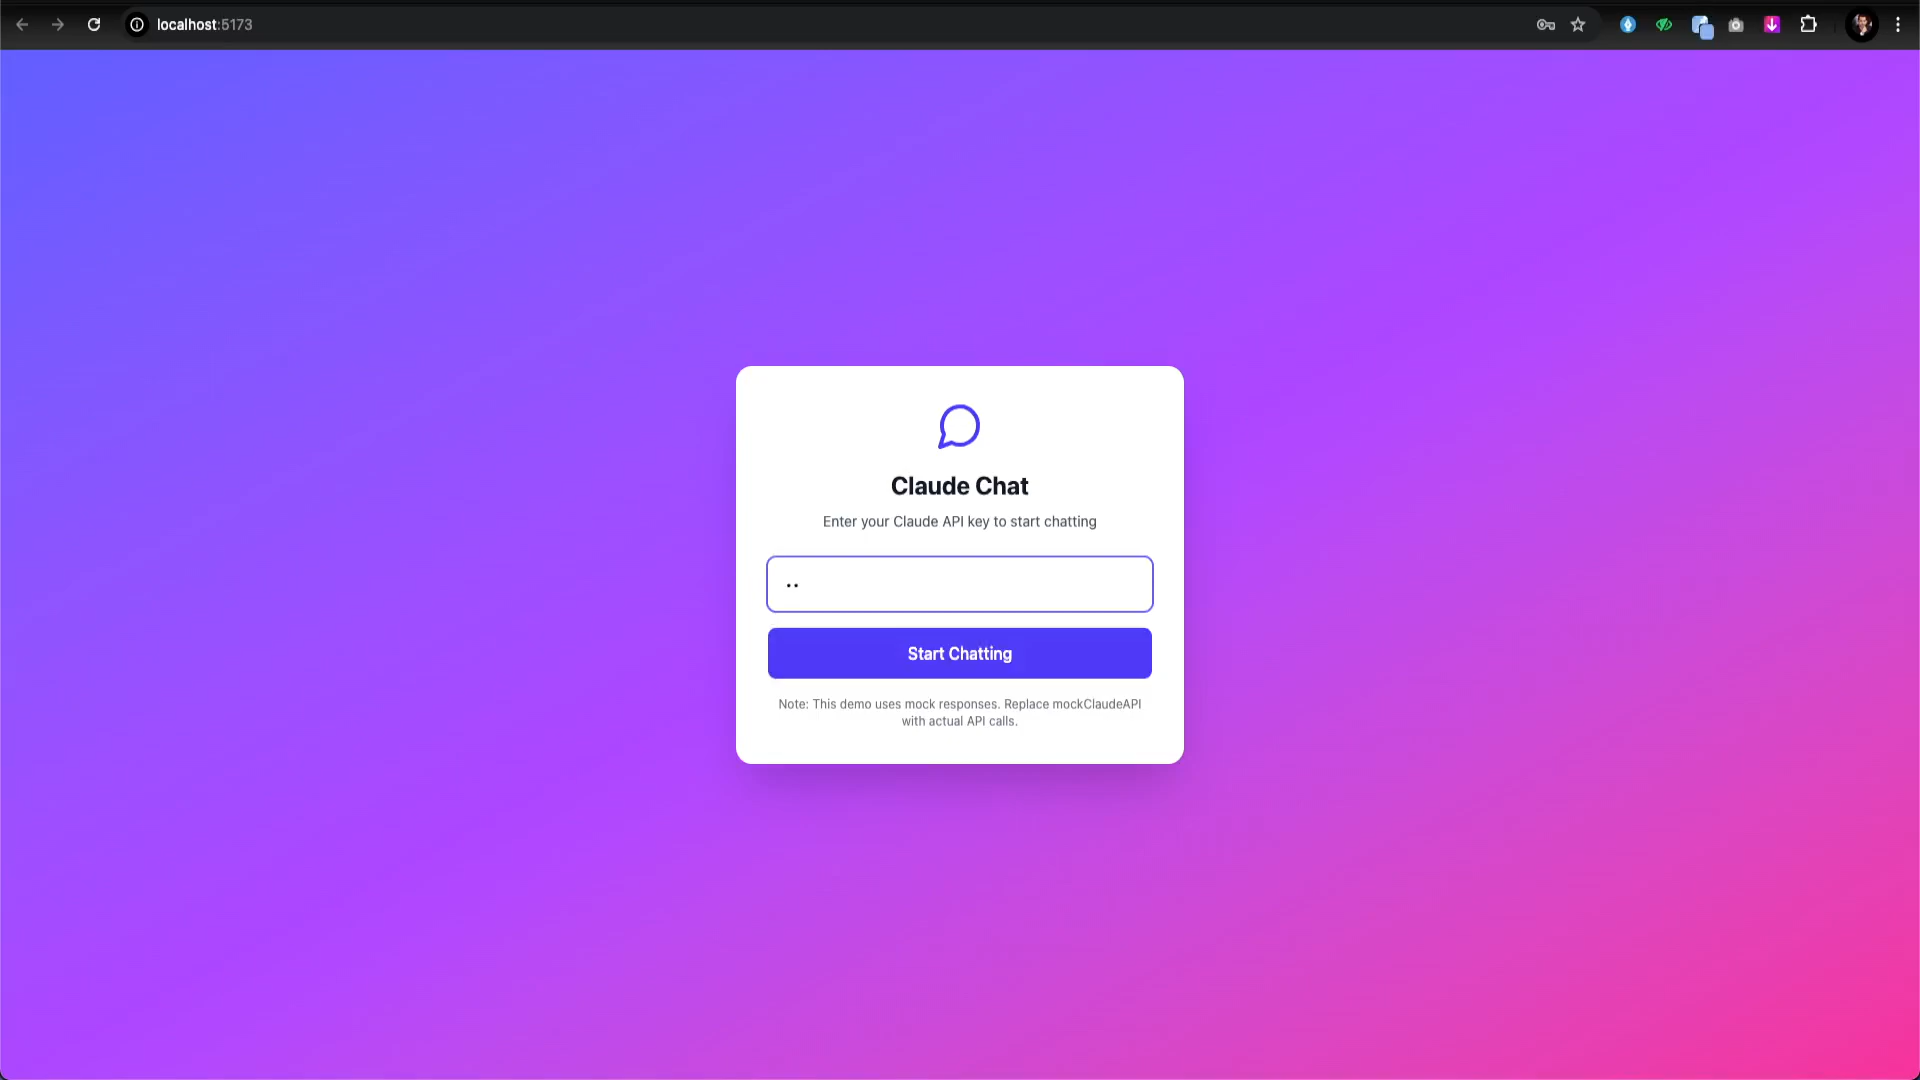 localhost:5173
Claude Chat
Enter your Claude API key to start chatting
••
Start Chatting
Note: This demo uses mock responses. Replace mockClaudeAPI
with actual API calls.